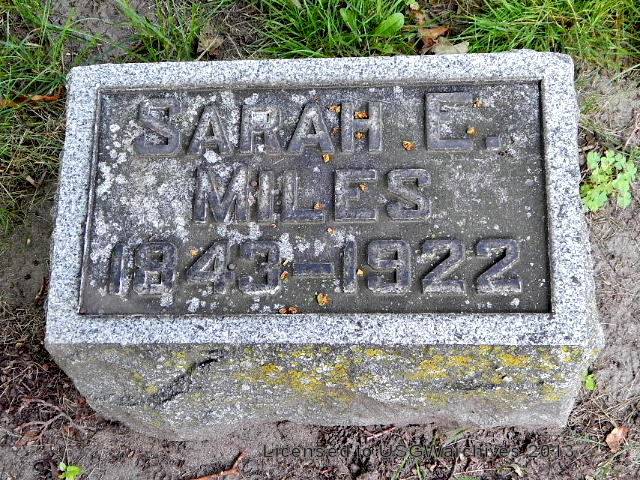 SARAH E.
MILES
1843-1922
Licensed to USGWarchives 2013